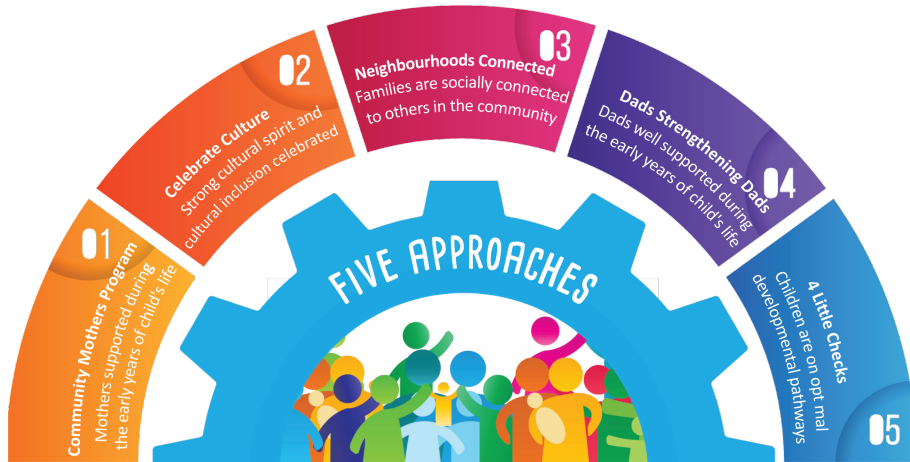 01
Community Mothers Program
Mothers supported during
the early years of child's life
02
Celebrate Culture
Strong cultural spirit and
cultural inclusion celebrated
03
Neighbourhoods Connected
Families are socially connected
to others in the community
04
Dads Strengthening Dads
Dads well supported during
the early years of child's life
05
4 Little Checks
Children are on opt mal
developmental pathways
FIVE APPROACHES